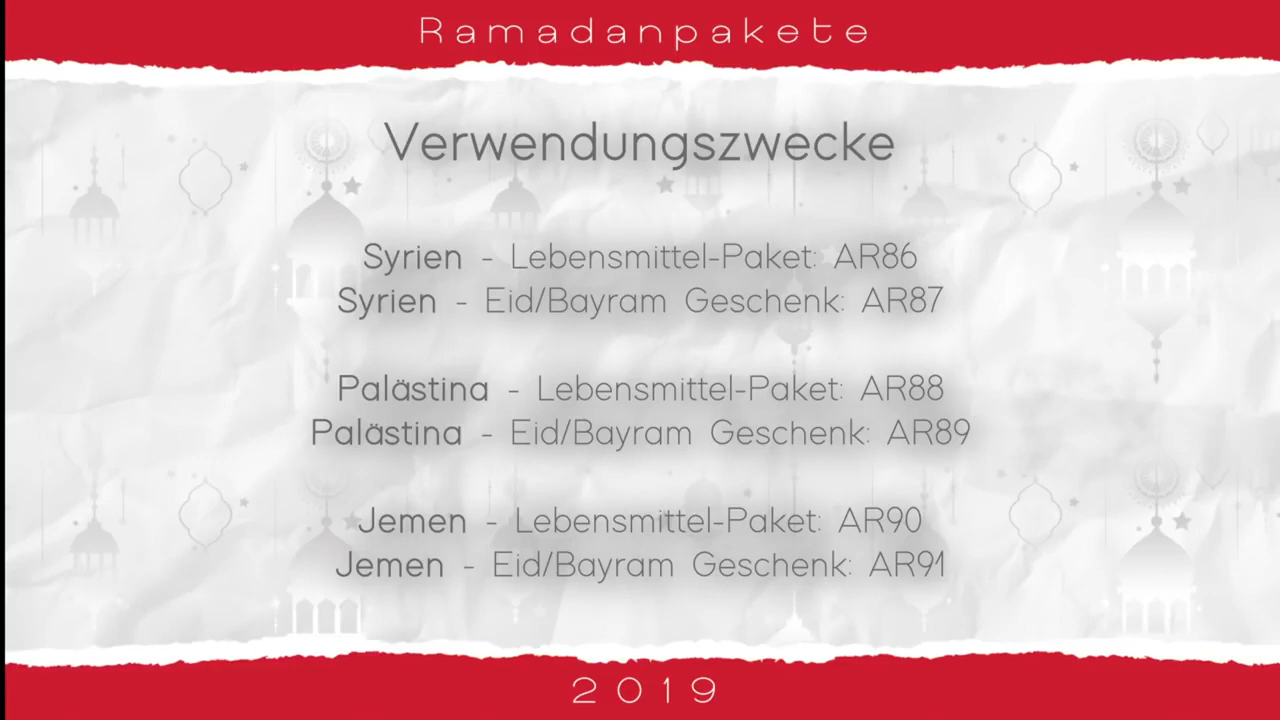 Ramadanpakete
Verwendungszwecke
Syrien - Lebensmittel-Paket: AR86
Syrien - Eid/Bayram Geschenk: AR87
Palästina - Lebensmittel-Paket: AR88
Palästina - Eid/Bayram Geschenk: AR89
Jemen - Lebensmittel-Paket: AR90
Jemen - Eid/Bayram Geschenk: AR91
2019